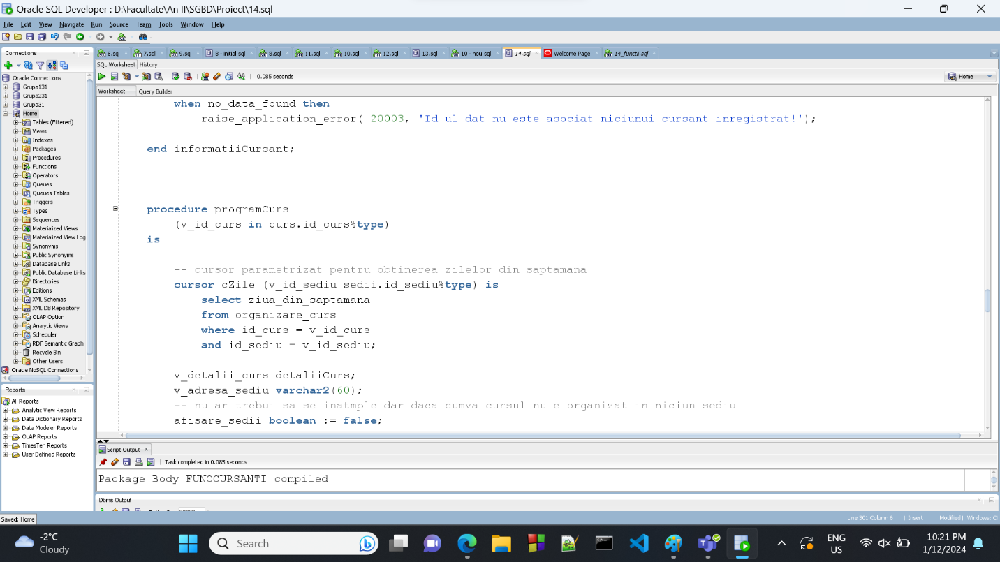 Oracle SQL Developer : D:\Facultate\An II\SGBD\Proiect\14.sql
File Edit View Navigate Run Source Team Tools Window Help
Connections
6.sql 7.sql 9.sql 8 - initial.sql 8.sql 11.sql 10.sql 12.sql 13.sql 10 - nou.sql 14.sql Welcome Page 14_functii.sql
SQL Worksheet History
0.085 seconds
Home
Worksheet Query Builder
Oracle Connections
Grupa131
Grupa231
Grupa31
Home
Tables (Filtered)
Views
Indexes
Packages
Procedures
Functions
Operators
Queues
Queues Tables
Triggers
Types
Sequences
Materialized Views
Materialized View Log
Synonyms
Public Synonyms
Database Links
Public Database Links
Directories
Editions
XML Schemas
XML DB Repository
OLAP Option
Analytic Views
Scheduler
RDF Semantic Graph
Recycle Bin
Other Users
Oracle NoSQL Connections
Reports
All Reports
Analytic View Reports
Data Dictionary Reports
Data Modeler Reports
OLAP Reports
TimesTen Reports
User Defined Reports
when no_data_found then
raise_application_error(-20003, 'Id-ul dat nu este asociat niciunui cursant inregistrat!');
end informatiiCursant;
procedure programCurs
(v_id_curs in curs.id_curs%type)
is
-- cursor parametrizat pentru obtinerea zilelor din saptamana
cursor cZile (v_id_sediu sedii.id_sediu%type) is
select ziua_din_saptamana
from organizare_curs
where id_curs = v_id_curs
and id_sediu = v_id_sediu;
v_detalii_curs detaliiCurs;
v_adresa_sediu varchar2(60);
-- nu ar trebui sa se inatmple dar daca cumva cursul nu e organizat in niciun sediu
afisare_sedii boolean := false;
Script Output
Task completed in 0.085 seconds
Package Body FUNCCURSANTI compiled
Dbms Output
Saved: Home
Line 301 Column 6 Insert Modified Windows: C
-2°C
Cloudy
Search
ENG
US
10:21 PM
1/12/2024